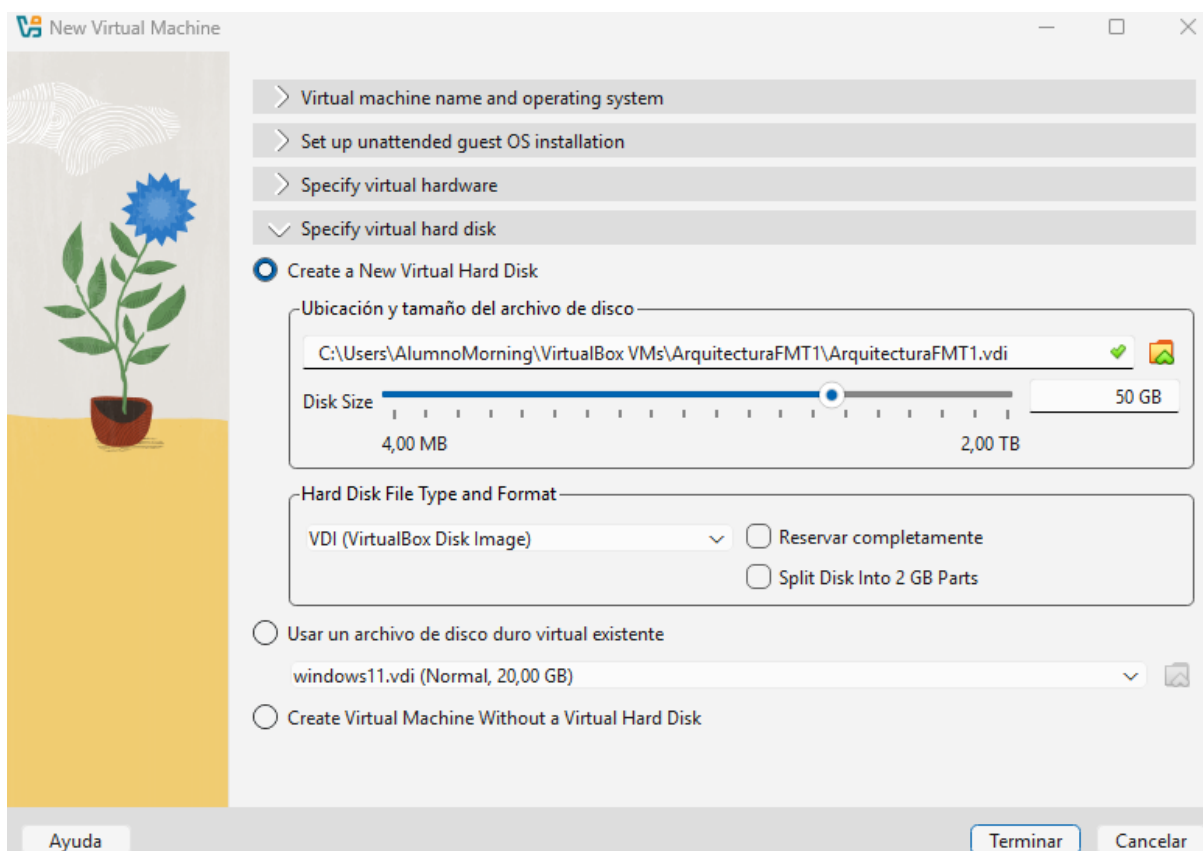 New Virtual Machine
Virtual machine name and operating system
Set up unattended guest OS installation
Specify virtual hardware
Specify virtual hard disk
Create a New Virtual Hard Disk
Ubicación y tamaño del archivo de disco
C:\Users\AlumnoMorning\VirtualBox VMs\ArquitecturaFMT1\ArquitecturaFMT1.vdi
Disk Size 50 GB
4,00 MB 2,00 TB
Hard Disk File Type and Format
VDI (VirtualBox Disk Image) Reservar completamente
Split Disk Into 2 GB Parts
Usar un archivo de disco duro virtual existente
windows11.vdi (Normal, 20,00 GB)
Create Virtual Machine Without a Virtual Hard Disk
Ayuda Terminar Cancelar